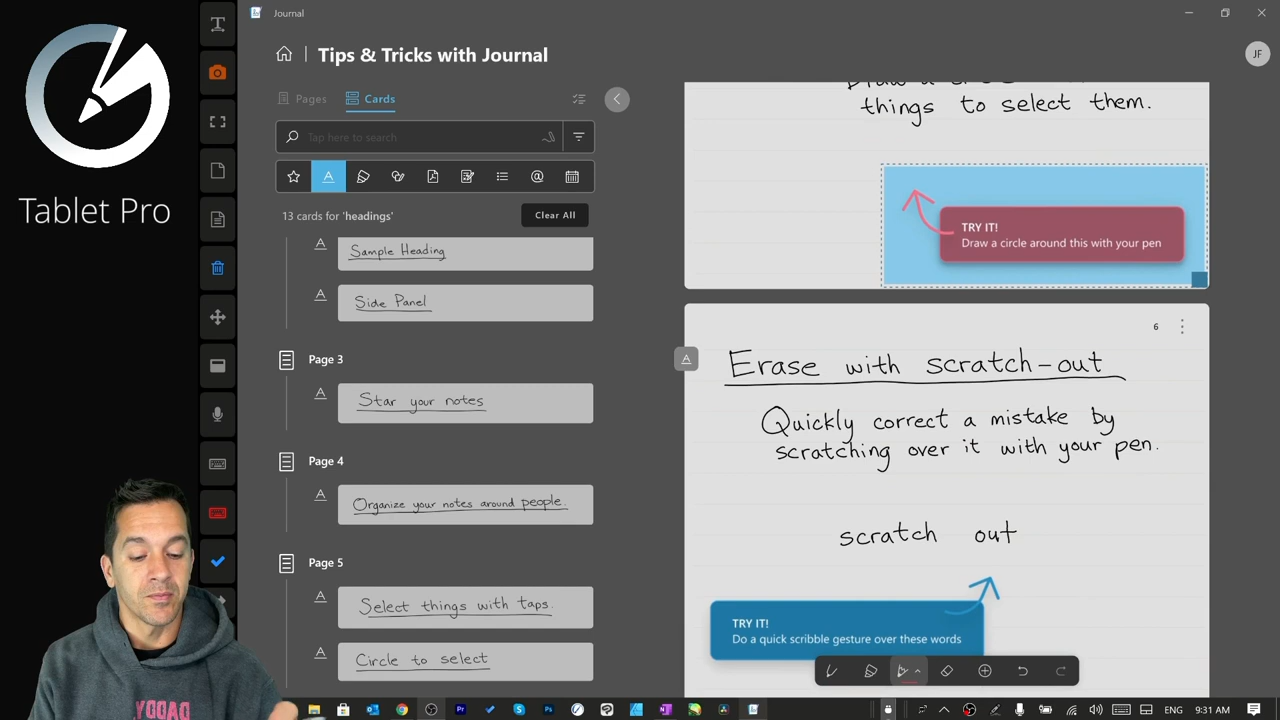 Journal
Tips & Tricks with Journal
JF
Tablet Pro
Pages
Cards
Tap here to search
13 cards for 'headings'
Clear All
Sample Heading
Side Panel
Page 3
Star your notes
Page 4
Organize your notes around people.
Page 5
Select things with taps.
Circle to select
things to select them.
TRY IT!
Draw a circle around this with your pen
6
Erase with scratch-out
Quickly correct a mistake by
scratching over it with your pen.
scratch out
TRY IT!
Do a quick scribble gesture over these words
9:31 AM